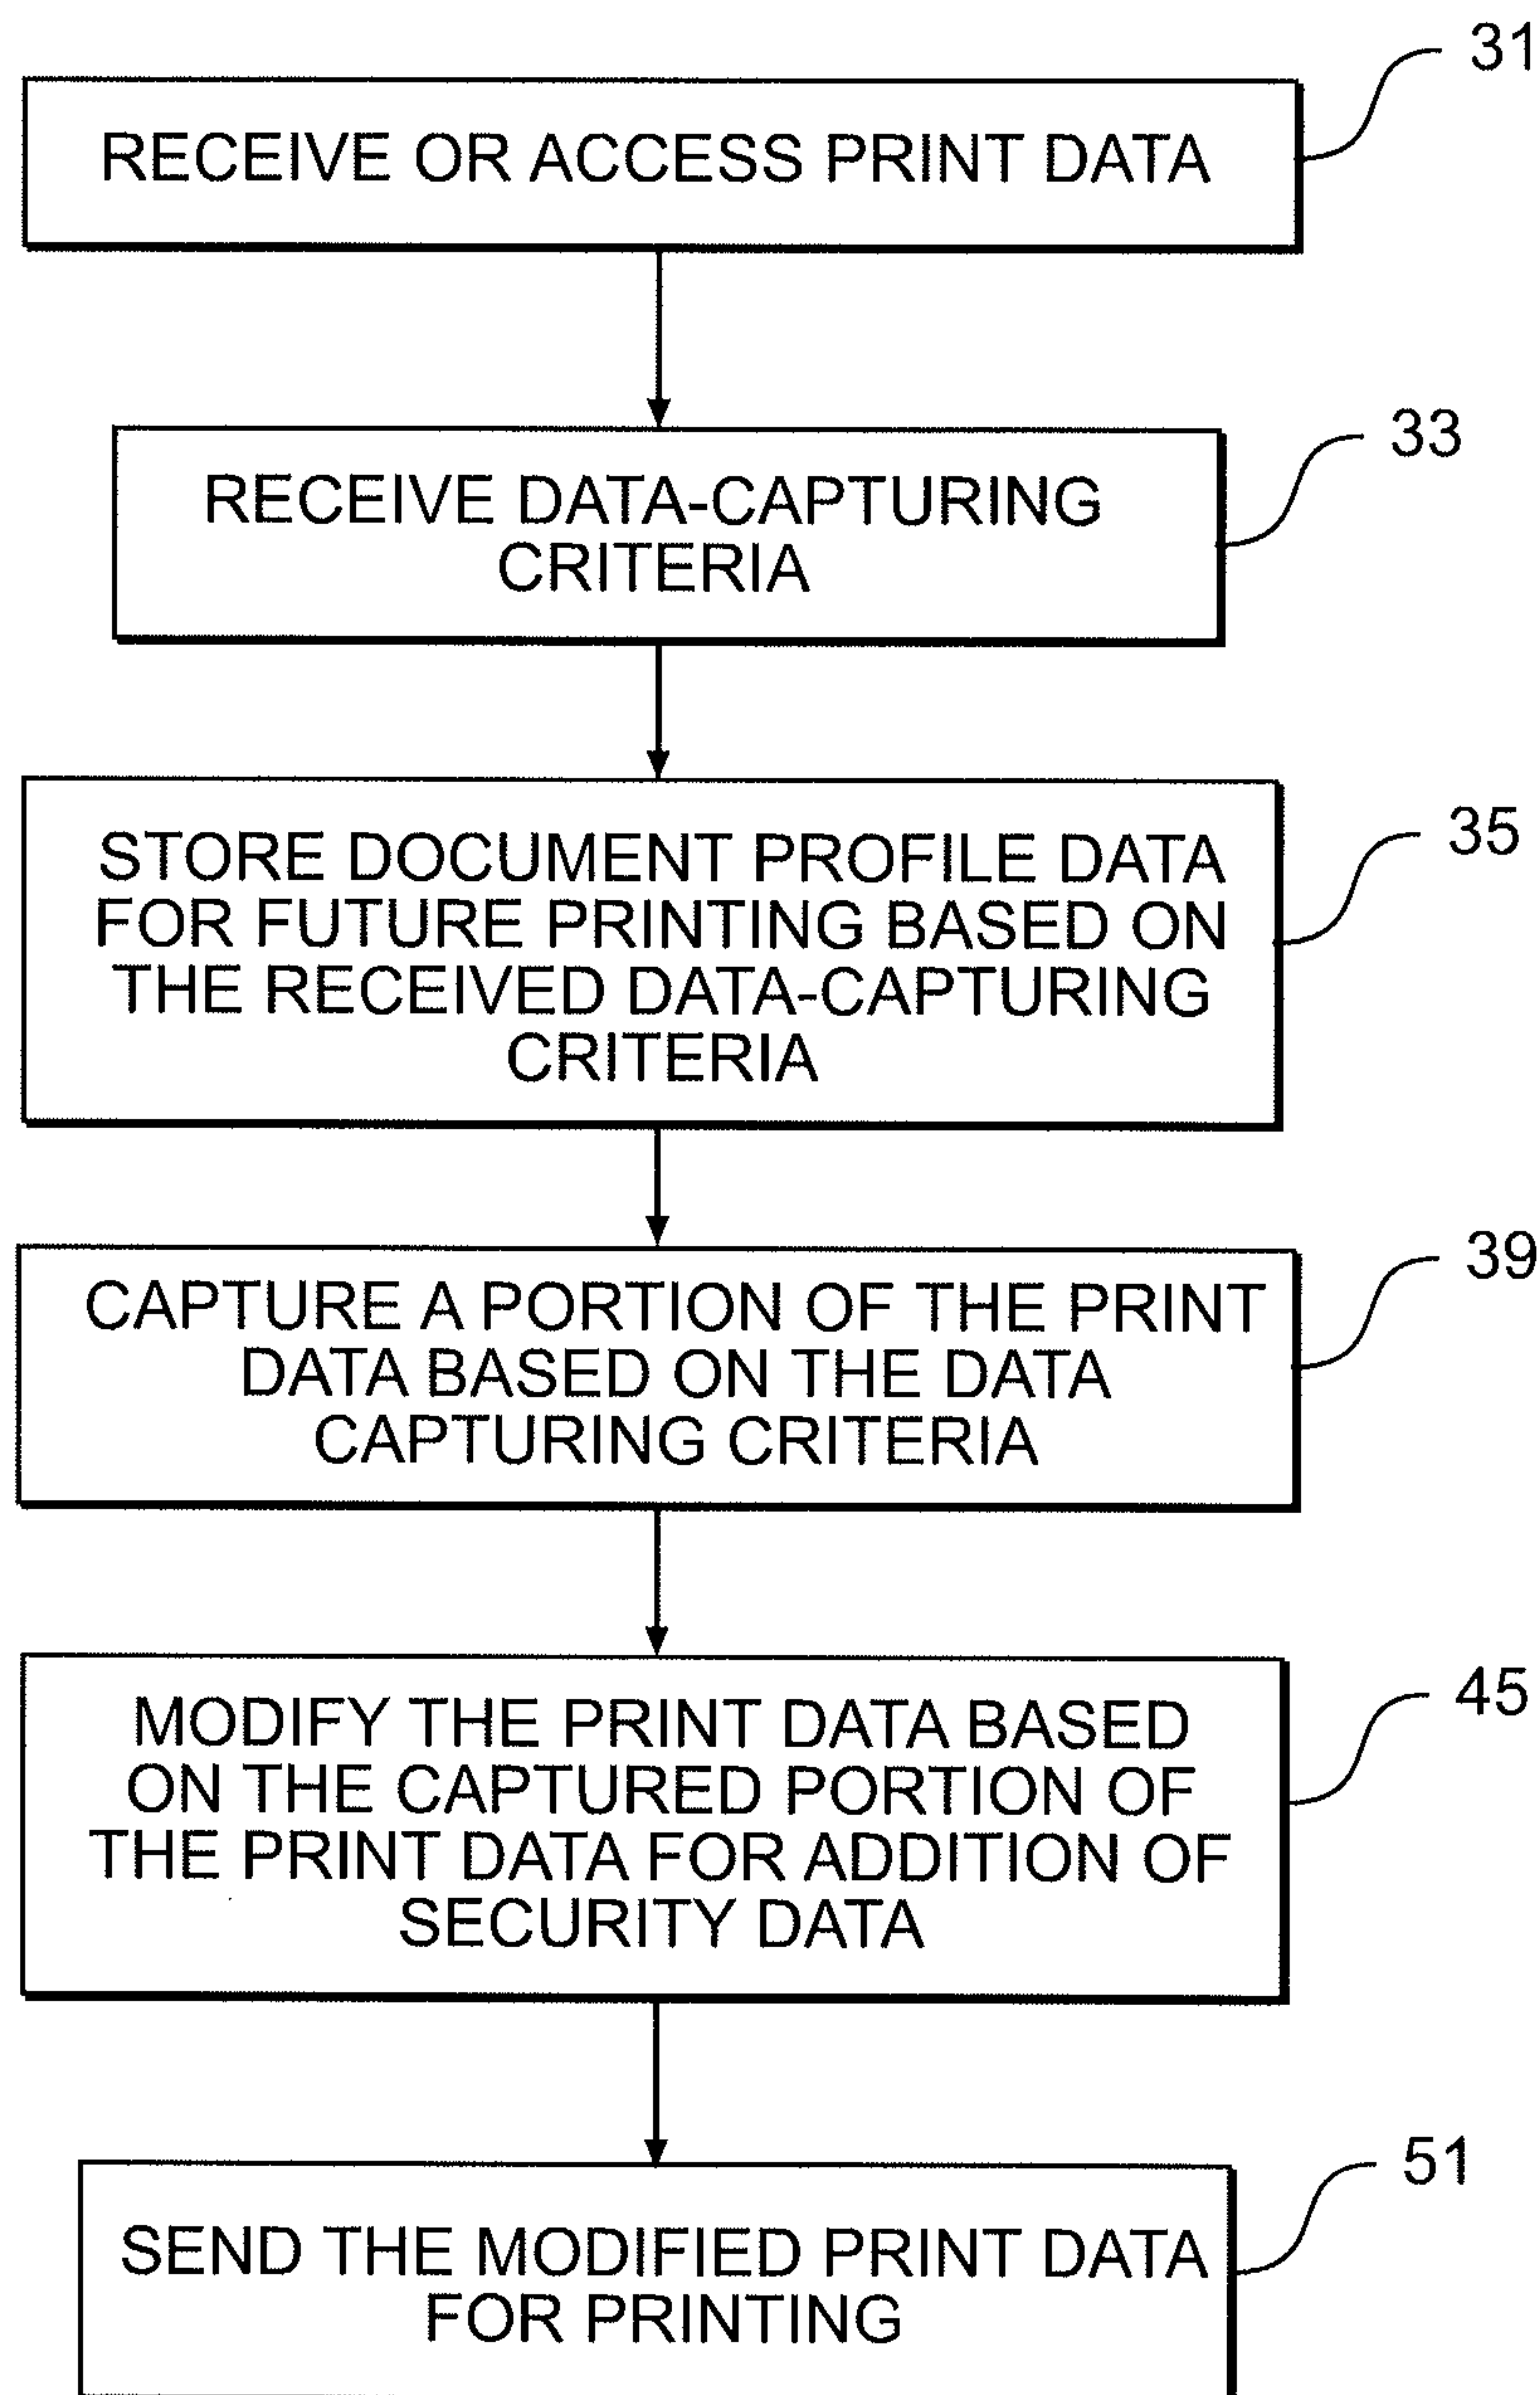 31
RECEIVE OR ACCESS PRINT DATA
33
RECEIVE DATA-CAPTURING
CRITERIA
35
STORE DOCUMENT PROFILE DATA
FOR FUTURE PRINTING BASED ON
THE RECEIVED DATA-CAPTURING
CRITERIA
39
CAPTURE A PORTION OF THE PRINT
DATA BASED ON THE DATA
CAPTURING CRITERIA
45
MODIFY THE PRINT DATA BASED
ON THE CAPTURED PORTION OF
THE PRINT DATA FOR ADDITION OF
SECURITY DATA
51
SEND THE MODIFIED PRINT DATA
FOR PRINTING